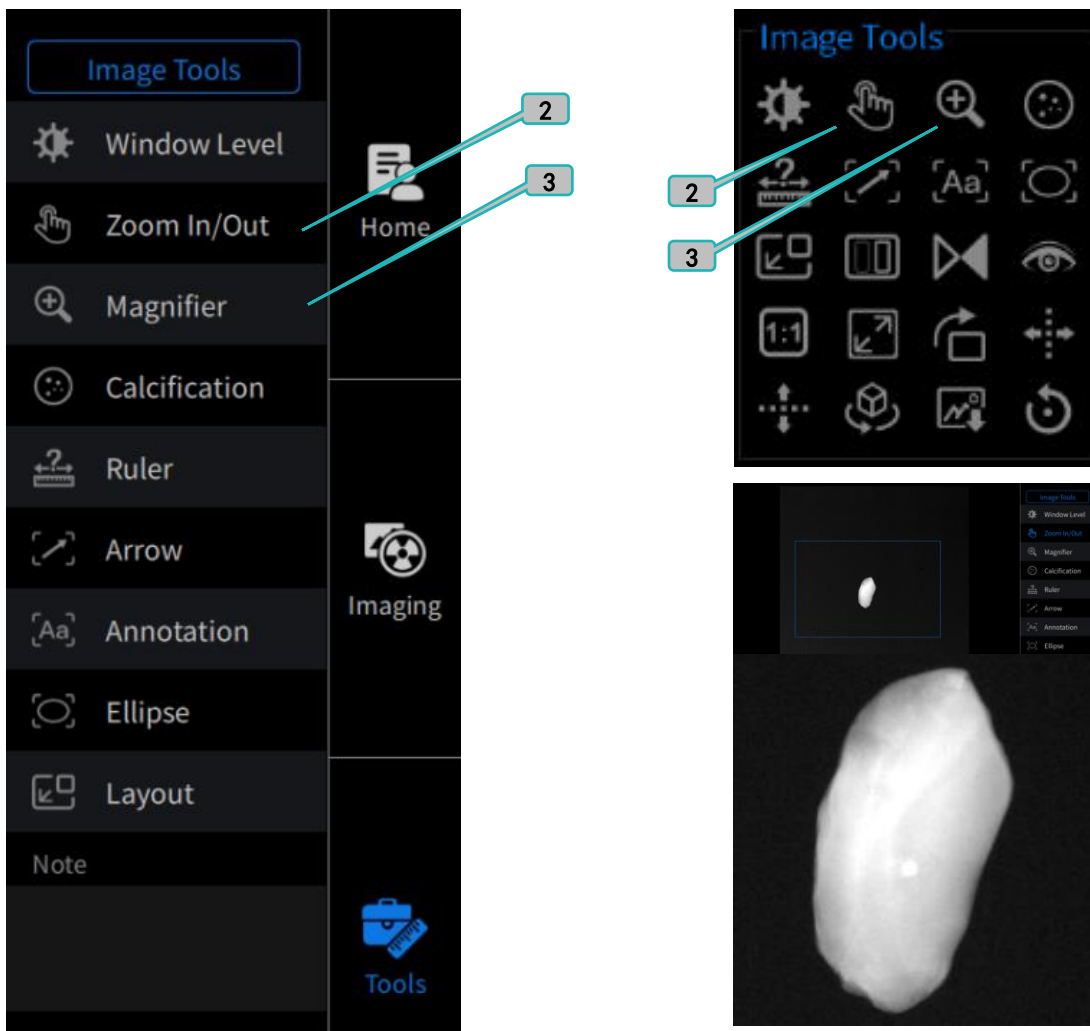 Image Tools
Window Level
Zoom In/Out
Magnifier
Calcification
Ruler
Arrow
Aa
Annotation
Ellipse
Layout
Note
Home
Imaging
Tools
2
3
Image Tools
Aa
1:1
2
3
Image Tools
Window Level
Zoom In/Out
Magnifier
Calcification
Ruler
Arrow
Aa
Annotation
Ellipse